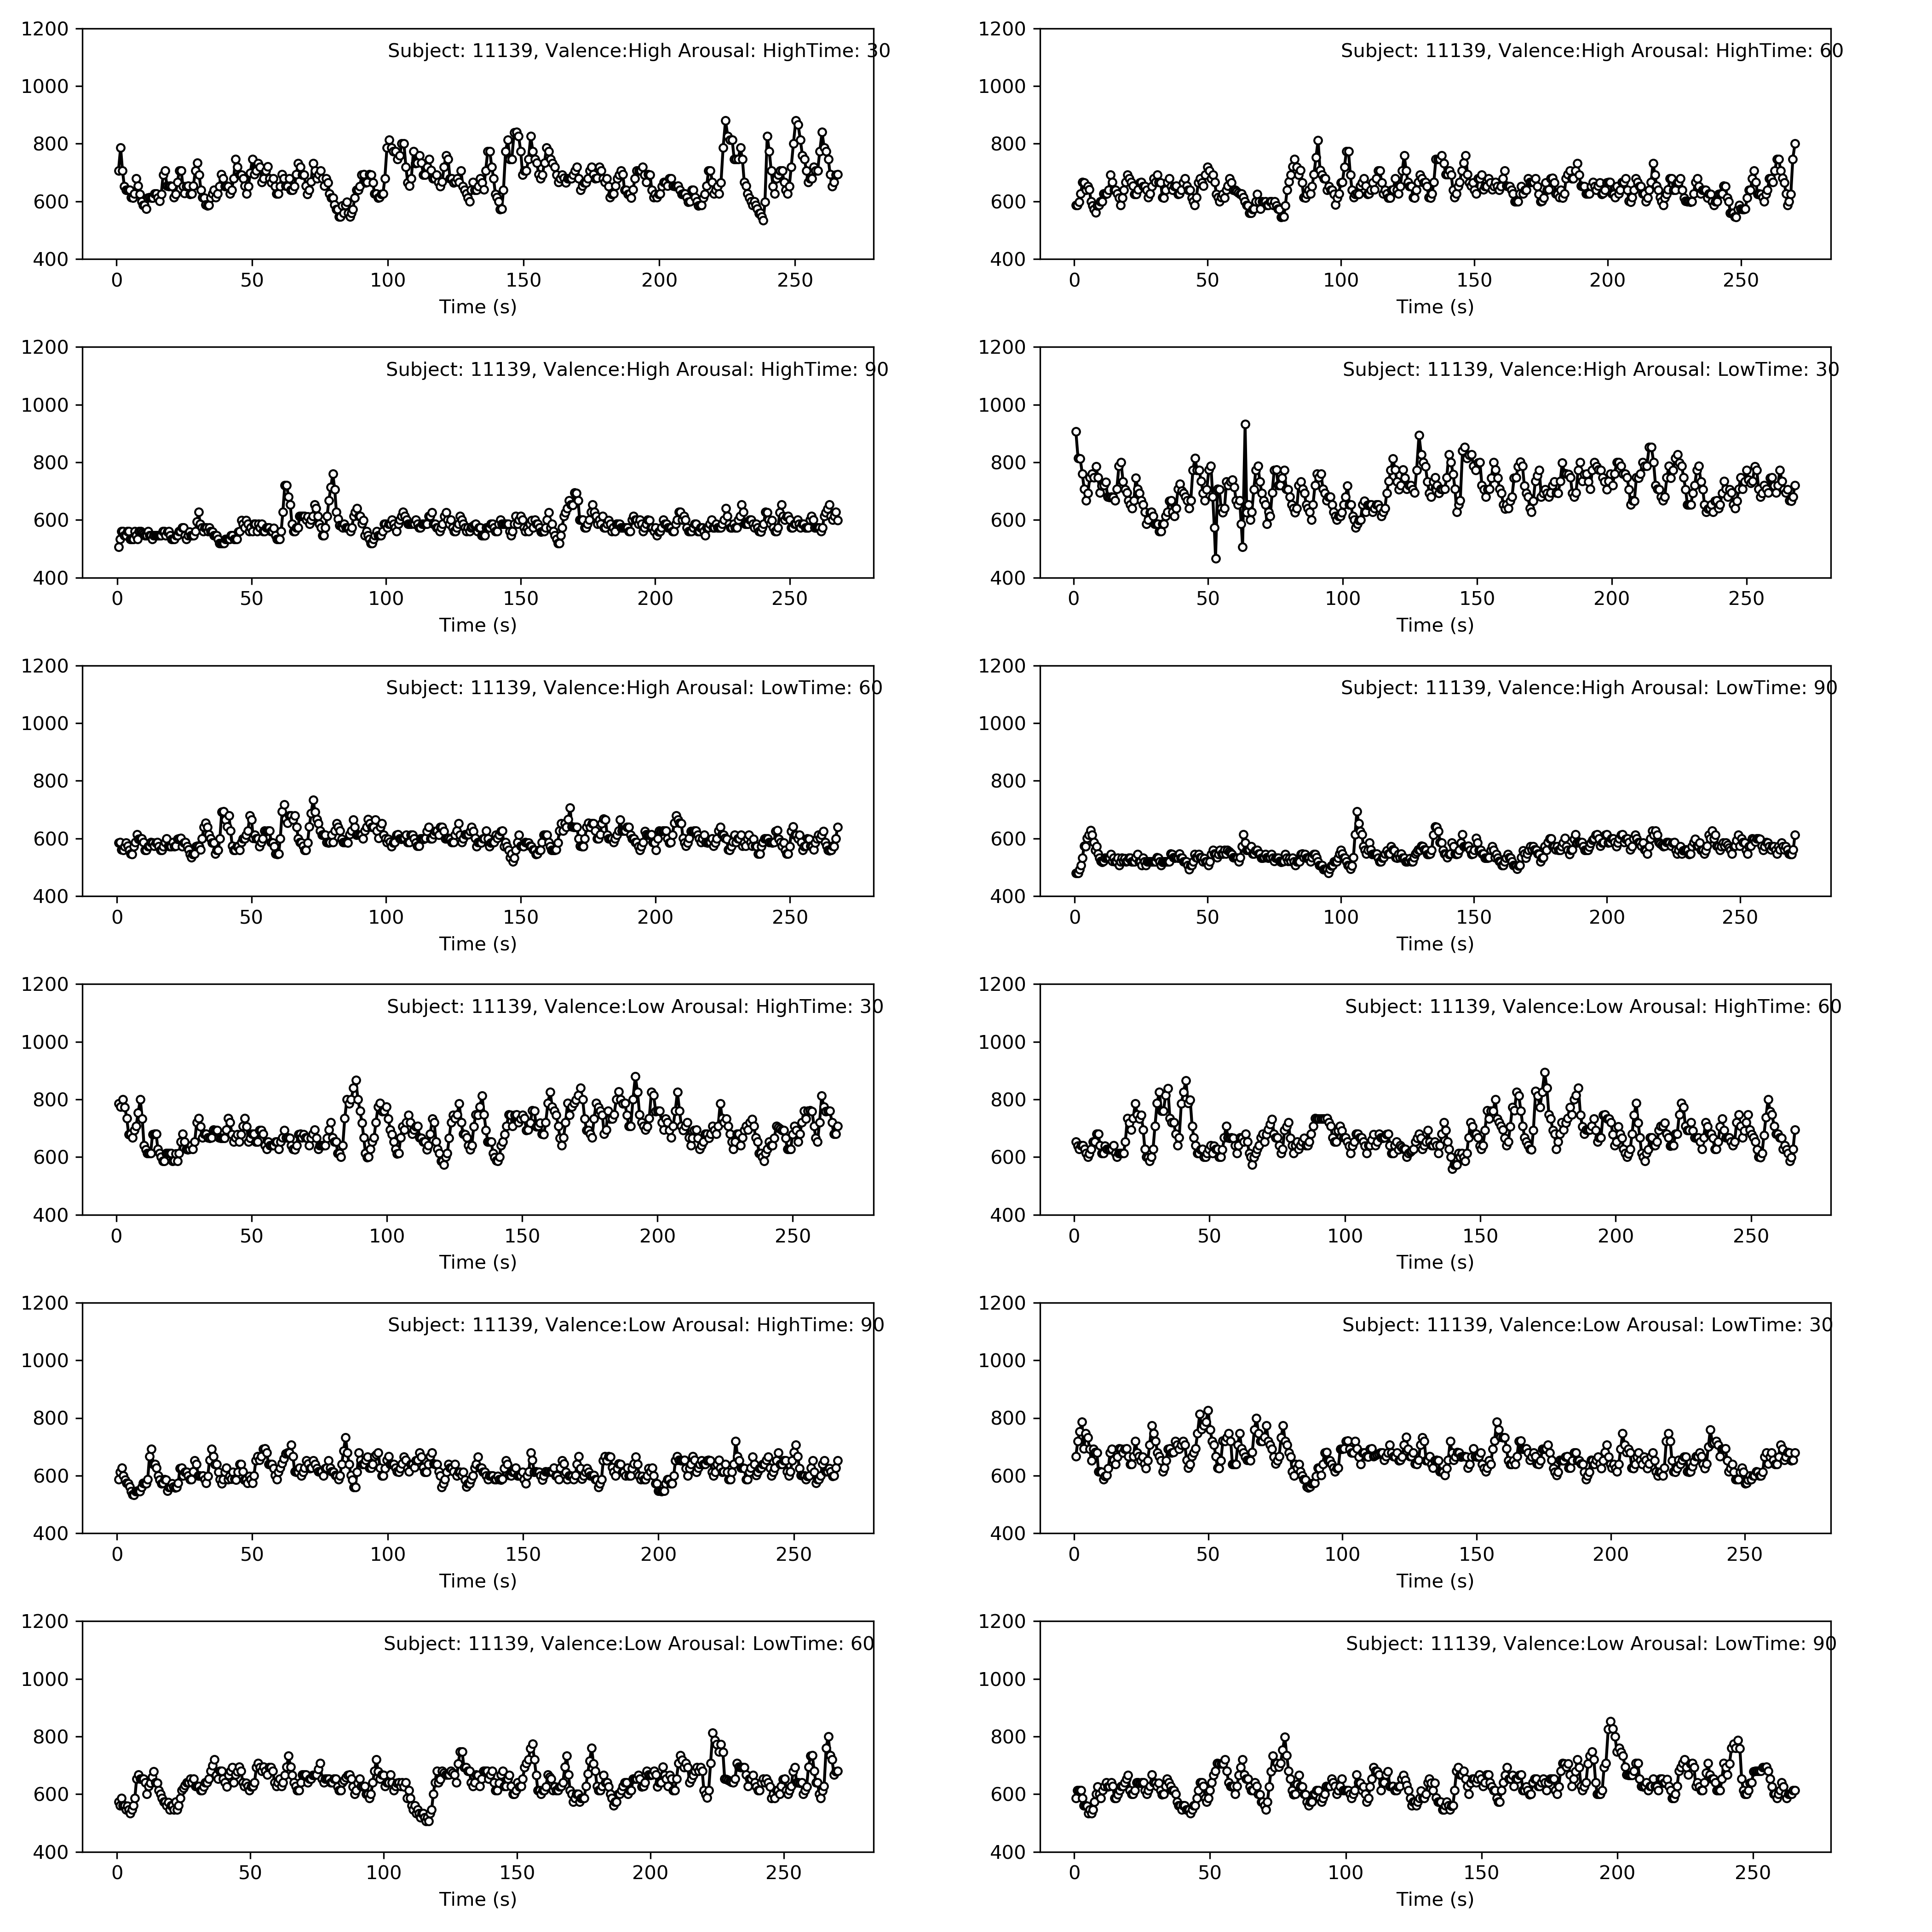 Subject: 11139, Valence:High Arousal: HighTime: 30
1200
1000
800
600
400
0 50 100 150 200 250
Time (s)
Subject: 11139, Valence:High Arousal: HighTime: 60
1200
1000
800
600
400
0 50 100 150 200 250
Time (s)
Subject: 11139, Valence:High Arousal: HighTime: 90
1200
1000
800
600
400
0 50 100 150 200 250
Time (s)
Subject: 11139, Valence:High Arousal: LowTime: 30
1200
1000
800
600
400
0 50 100 150 200 250
Time (s)
Subject: 11139, Valence:High Arousal: LowTime: 60
1200
1000
800
600
400
0 50 100 150 200 250
Time (s)
Subject: 11139, Valence:High Arousal: LowTime: 90
1200
1000
800
600
400
0 50 100 150 200 250
Time (s)
Subject: 11139, Valence:Low Arousal: HighTime: 30
1200
1000
800
600
400
0 50 100 150 200 250
Time (s)
Subject: 11139, Valence:Low Arousal: HighTime: 60
1200
1000
800
600
400
0 50 100 150 200 250
Time (s)
Subject: 11139, Valence:Low Arousal: HighTime: 90
1200
1000
800
600
400
0 50 100 150 200 250
Time (s)
Subject: 11139, Valence:Low Arousal: LowTime: 30
1200
1000
800
600
400
0 50 100 150 200 250
Time (s)
Subject: 11139, Valence:Low Arousal: LowTime: 60
1200
1000
800
600
400
0 50 100 150 200 250
Time (s)
Subject: 11139, Valence:Low Arousal: LowTime: 90
1200
1000
800
600
400
0 50 100 150 200 250
Time (s)